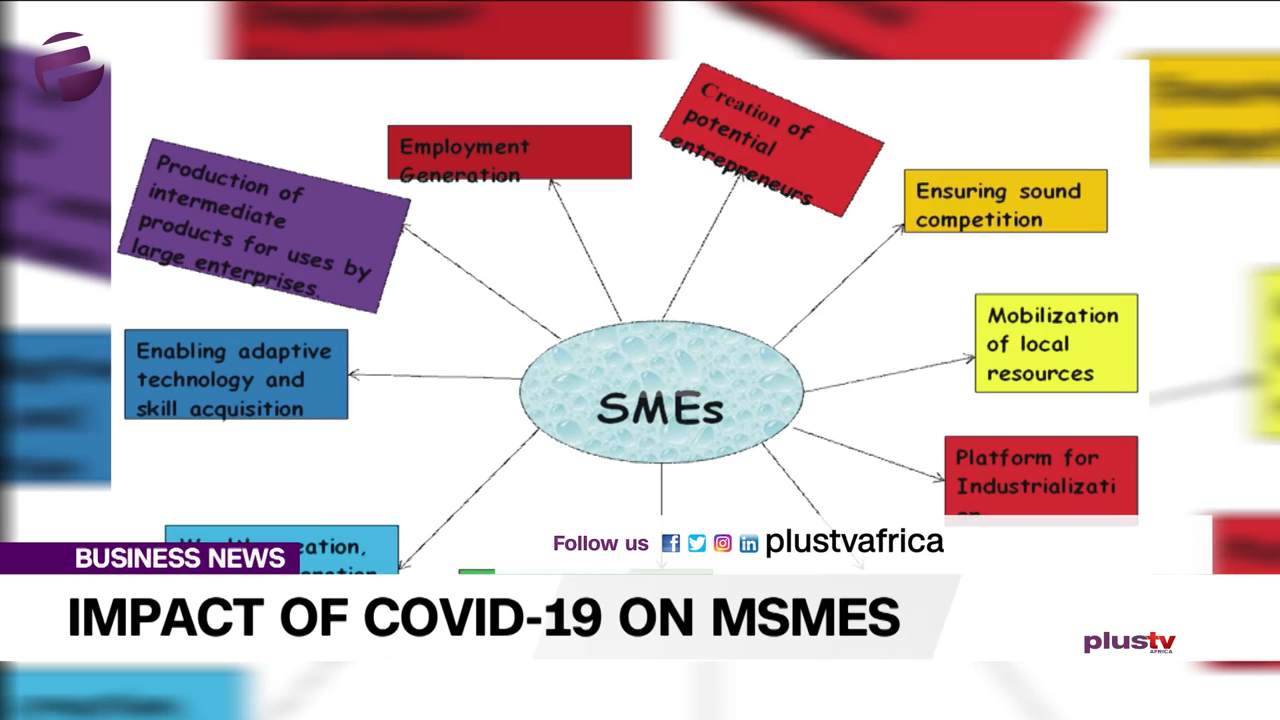 Creation of
potential
entrepreneurs
Employment
Generation
Production of
intermediate
products for uses by
large enterprises.
Ensuring sound
competition
Mobilization
of local
resources
Enabling adaptive
technology and
skill acquisition
SMEs
Platform for
Industrializati
Follow us plustvafrica
BUSINESS NEWS
IMPACT OF COVID-19 ON MSMES
plustv
AFRICA